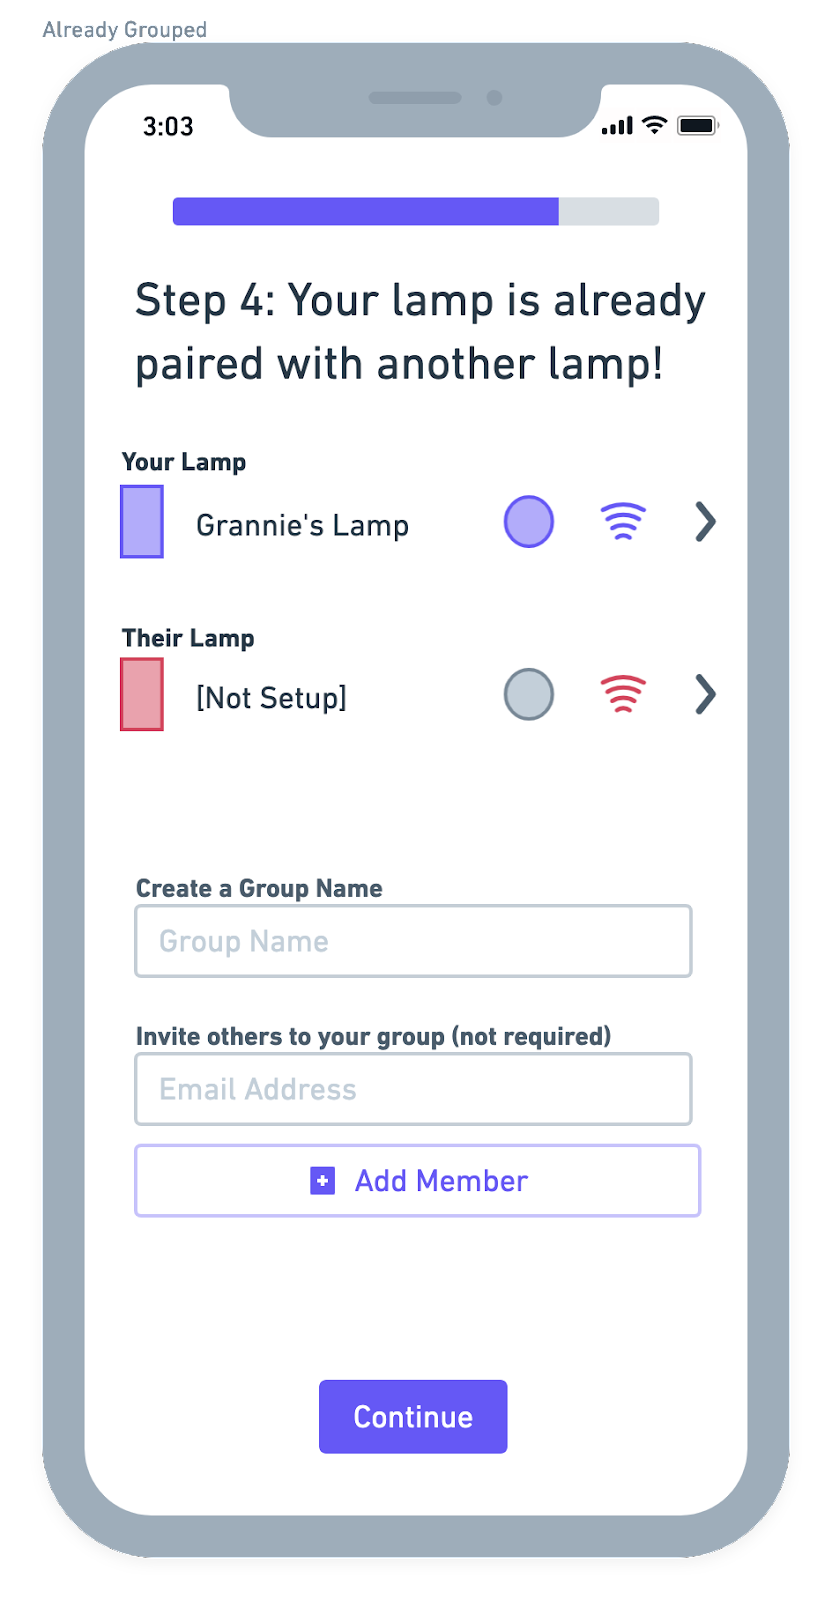 Already Grouped
3:03
Step 4: Your lamp is already
paired with another lamp!
Your Lamp
Grannie's Lamp
Their Lamp
[Not Setup]
Create a Group Name
Group Name
Invite others to your group (not required)
Email Address
Add Member
Continue